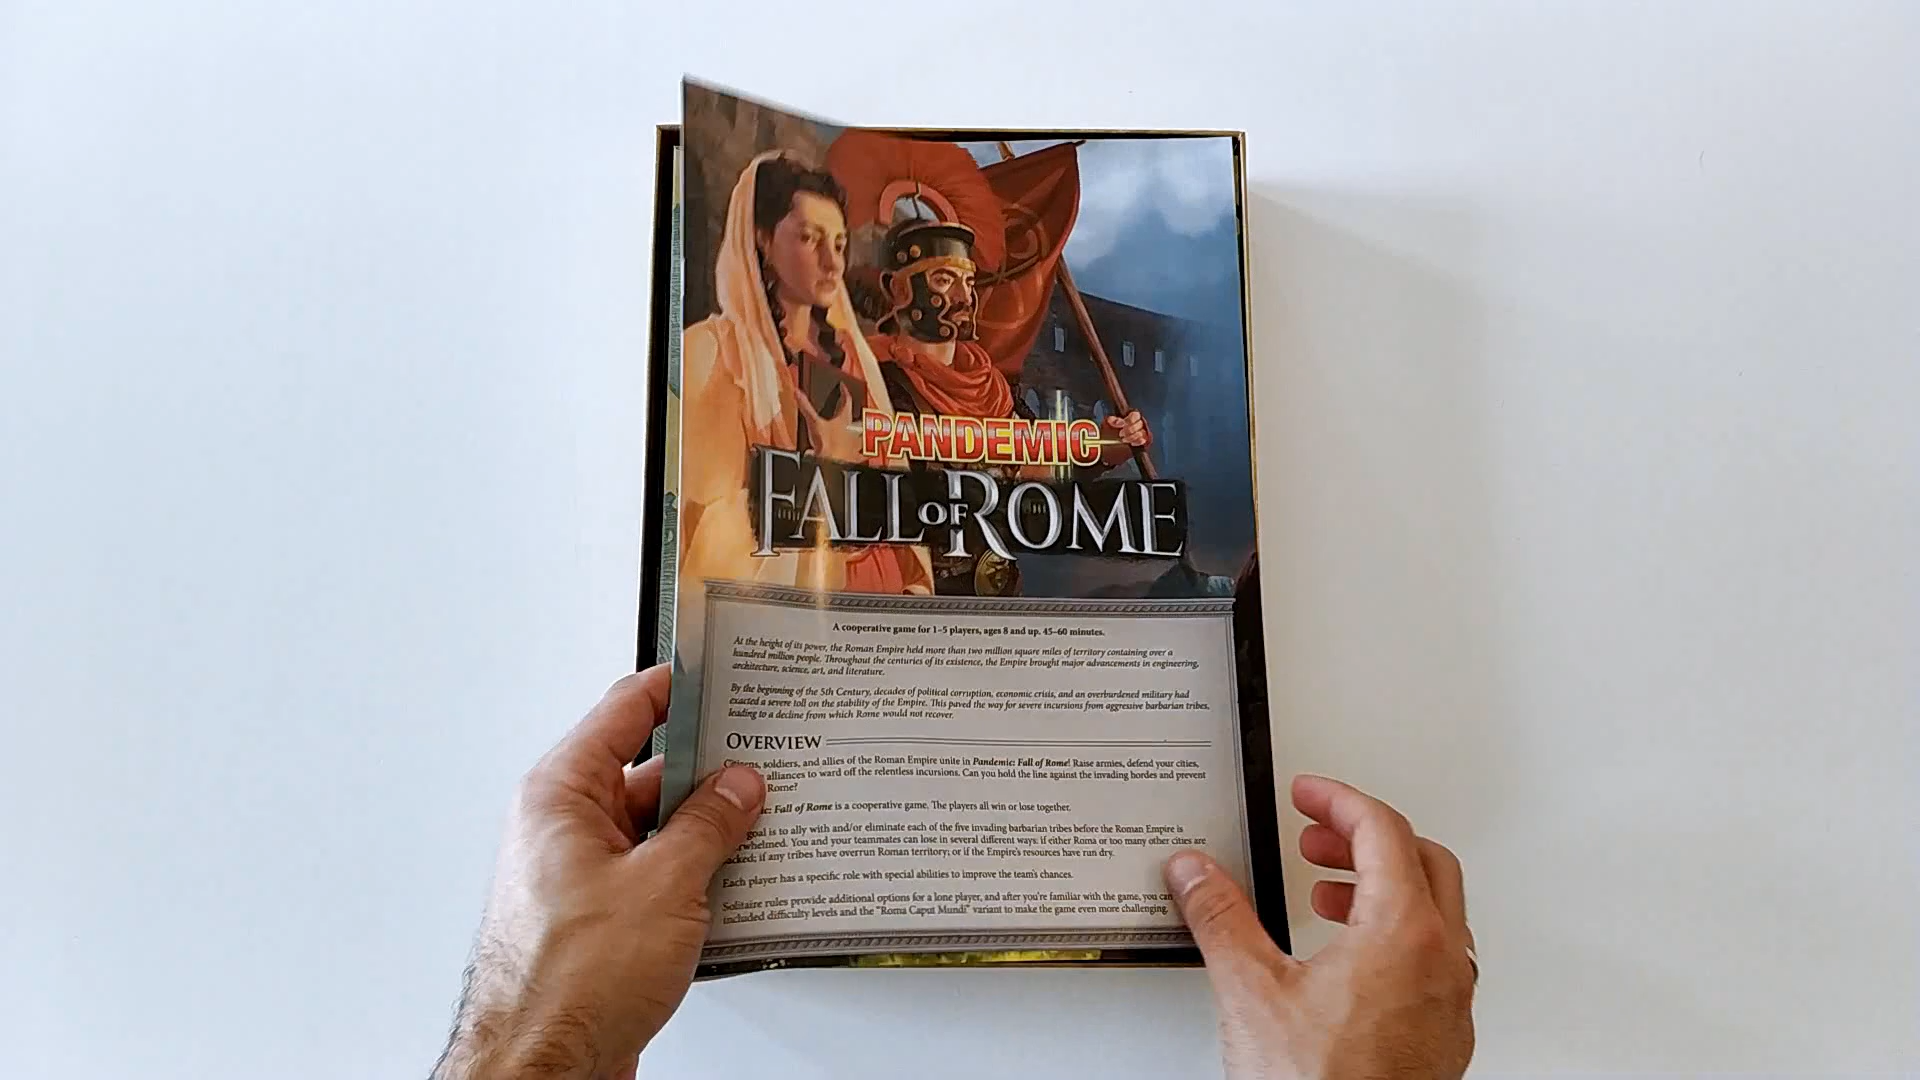 PANDEMIC
FALL OF ROME
A cooperative game for 1–5 players, ages 8 and up. 45–60 minutes.
At the height of its power, the Roman Empire held more than two million square miles of territory containing over a
hundred million people. Throughout the centuries of its existence, the Empire brought major advancements in engineering,
architecture, science, art, and literature.
By the beginning of the 5th Century, decades of political corruption, economic crisis, and an overburdened military had
exacted a severe toll on the stability of the Empire. This paved the way for severe incursions from aggressive barbarian tribes,
leading to a decline from which Rome would not recover.
OVERVIEW
Citizens, soldiers, and allies of the Roman Empire unite in Pandemic: Fall of Rome! Raise armies, defend your cities,
alliances to ward off the relentless incursions. Can you hold the line against the invading hordes and prevent
Rome?
ic: Fall of Rome is a cooperative game. The players all win or lose together.
goal is to ally with and/or eliminate each of the five invading barbarian tribes before the Roman Empire is
rwhelmed. You and your teammates can lose in several different ways: if either Roma or too many other cities are
acked; if any tribes have overrun Roman territory; or if the Empire's resources have run dry.
Each player has a specific role with special abilities to improve the team's chances.
Solitaire rules provide additional options for a lone player, and after you're familiar with the game, you can
included difficulty levels and the "Roma Caput Mundi" variant to make the game even more challenging.